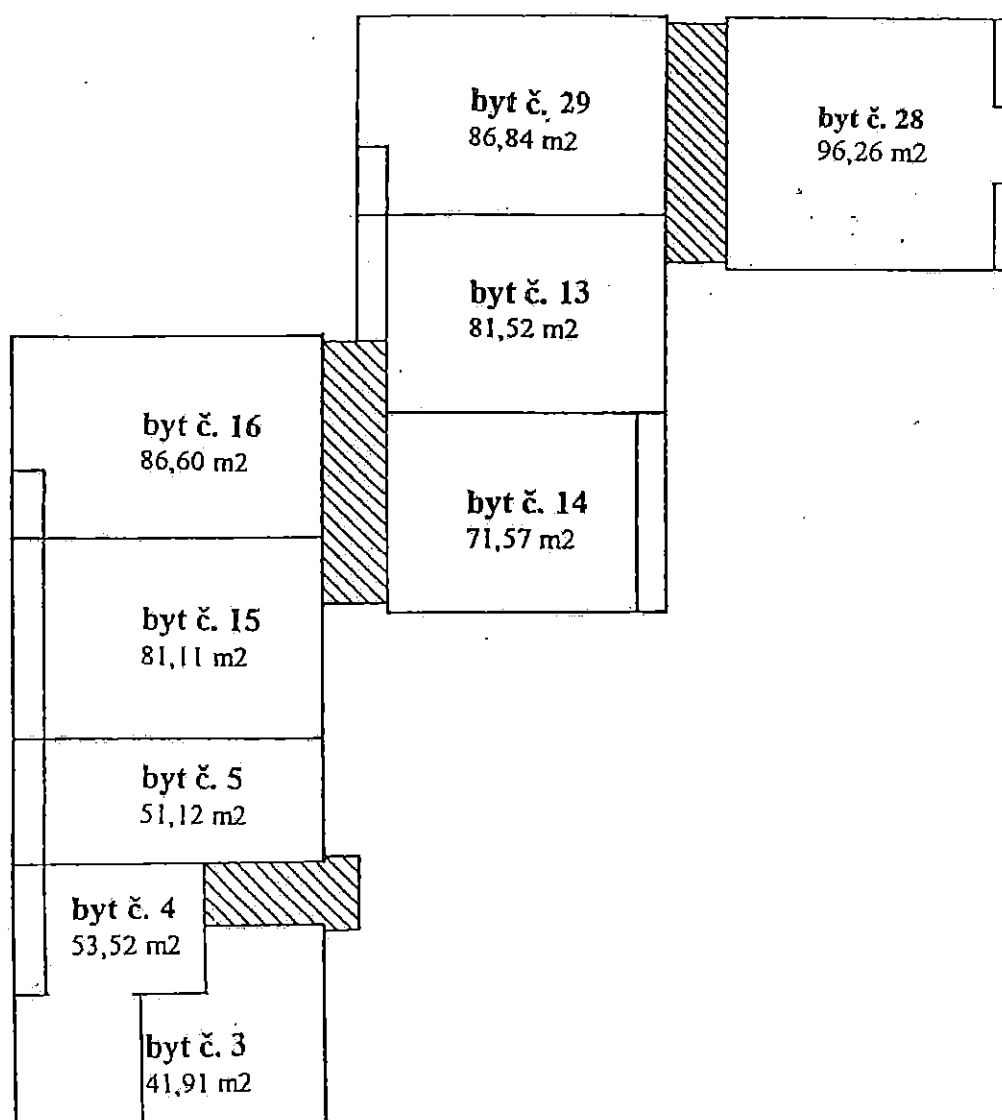 byt č. 29
86,84 m2
byt č. 28
96,26 m2
byt č. 13
81,52 m2
byt č. 16
86,60 m2
byt č. 14
71,57 m2
byt č. 15
81,11 m2
byt č. 5
51,12 m2
byt č. 4
53,52 m2
byt č. 3
41,91 m2